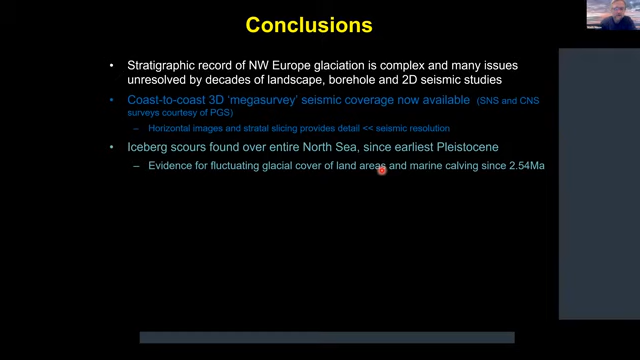 Conclusions
• Stratigraphic record of NW Europe glaciation is complex and many issues
unresolved by decades of landscape, borehole and 2D seismic studies
• Coast-to-coast 3D 'megasurvey' seismic coverage now available (SNS and CNS
surveys courtesy of PGS)
– Horizontal images and stratal slicing provides detail << seismic resolution
• Iceberg scours found over entire North Sea, since earliest Pleistocene
– Evidence for fluctuating glacial cover of land areas and marine calving since 2.54Ma